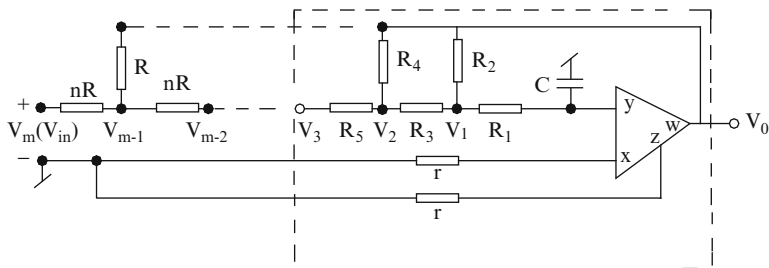 R
nR
nR
R₄
R₂
C
+
Vₘ(Vᵢₙ)
Vₘ₋₁
Vₘ₋₂
V₃
R₅
V₂
R₃
V₁
R₁
y
w
z
x
V₀
−
r
r